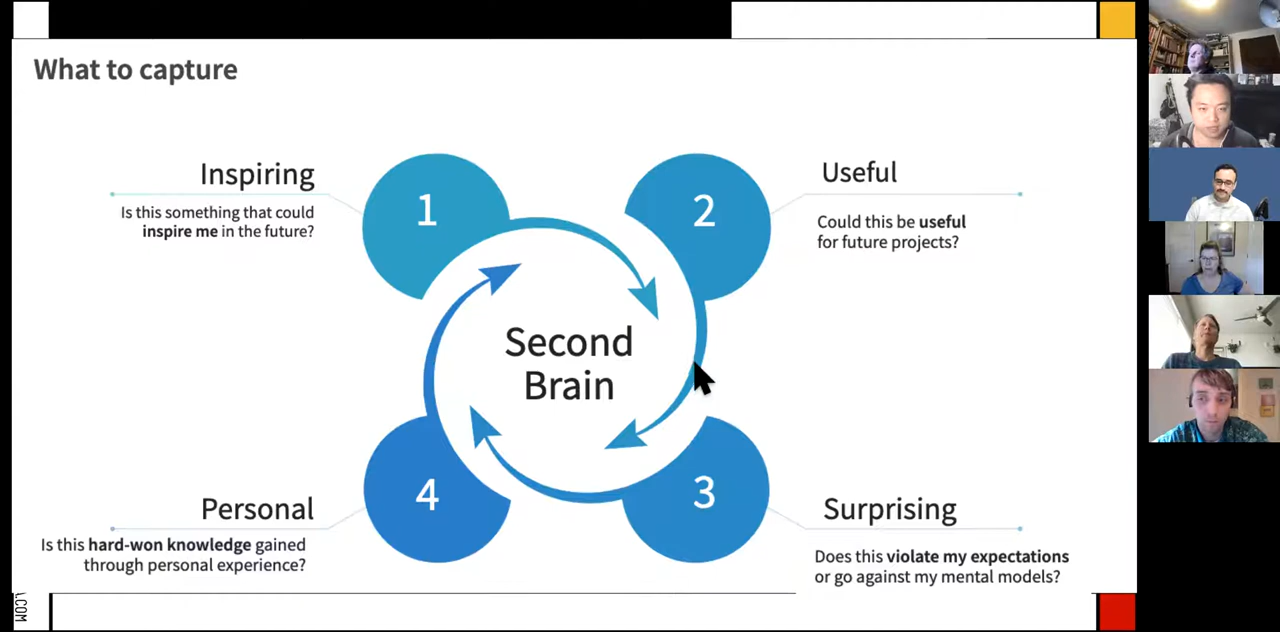 What to capture
Inspiring
Is this something that could
inspire me in the future?
1
2
Useful
Could this be useful
for future projects?
Second
Brain
4
3
Personal
Is this hard-won knowledge gained
through personal experience?
Surprising
Does this violate my expectations
or go against my mental models?
.COM